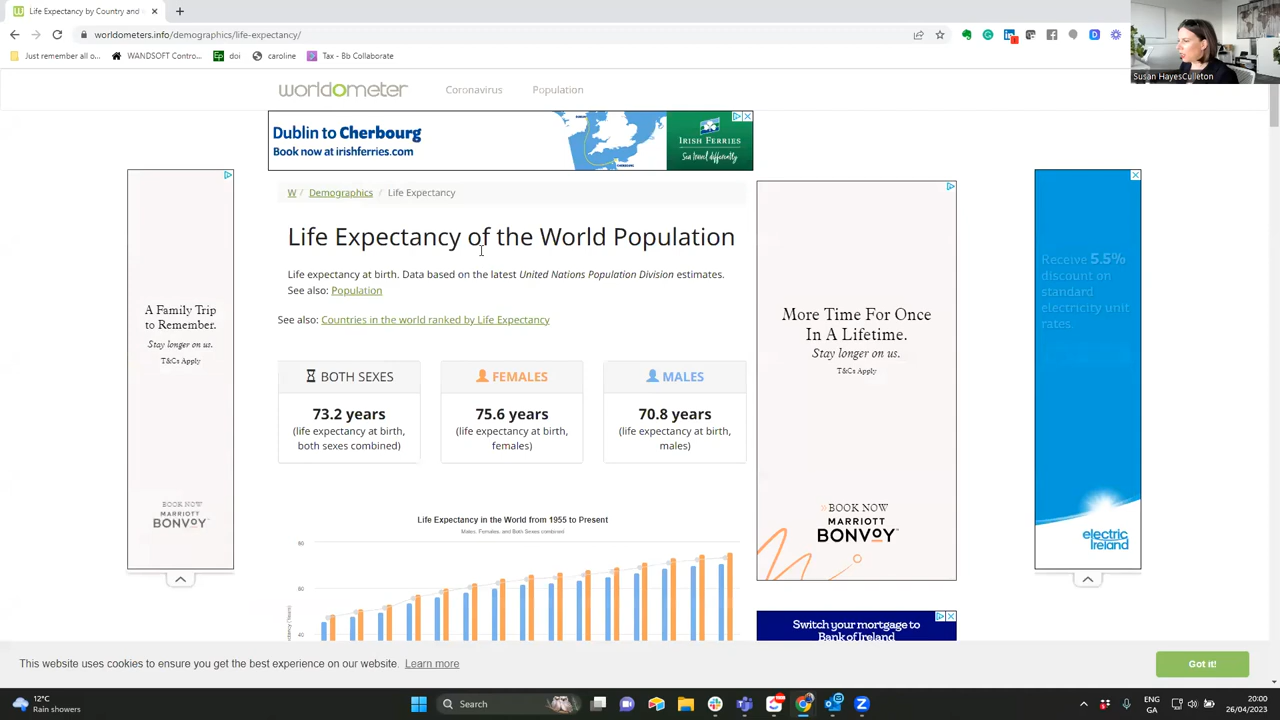 Life Expectancy by Country and
worldometers.info/demographics/life-expectancy/
Just remember all o...
WANDSOFT Contro...
doi
caroline/
Tax - Bb Collaborate
Susan HayesCulleton
worldometer
Coronavirus
Population
Dublin to Cherbourg
Book now at irishferries.com
IRISH FERRIES
Sea travel differently
W / Demographics / Life Expectancy
Life Expectancy of the World Population
Life expectancy at birth. Data based on the latest United Nations Population Division estimates.
See also: Population
See also: Countries in the world ranked by Life Expectancy
BOTH SEXES
73.2 years
(life expectancy at birth,
both sexes combined)
FEMALES
75.6 years
(life expectancy at birth,
females)
MALES
70.8 years
(life expectancy at birth,
males)
Life Expectancy in the World from 1955 to Present
Males, Females, and Both Sexes combined
80
60
40
A Family Trip
to Remember.
Stay longer on us.
T&Cs Apply
BOOK NOW
MARRIOTT
BONVOY
More Time For Once
In A Lifetime.
Stay longer on us.
T&Cs Apply
BOOK NOW
MARRIOTT
BONVOY
Receive 5.5%
discount on
standard
electricity unit
rates.
electric
Ireland
Switch your mortgage to
Bank of Ireland
This website uses cookies to ensure you get the best experience on our website. Learn more
Got it!
12°C
Rain showers
Search
20:00
26/04/2023